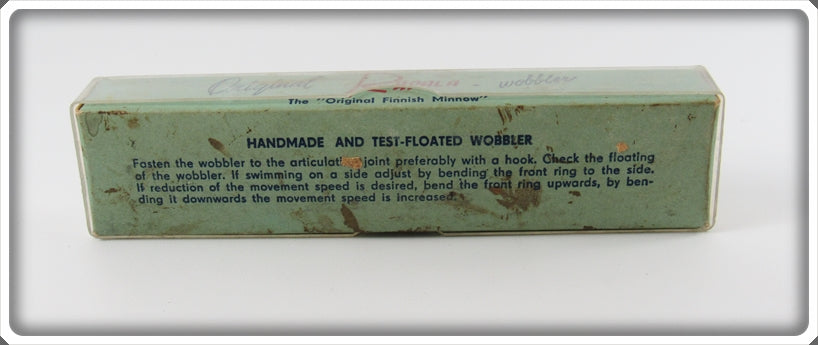 Original Rapala - wobbler
The "Original Finnish Minnow"
HANDMADE AND TEST-FLOATED WOBBLER
Fasten the wobbler to the articulat joint preferably with a hook. Check the floating
of the wobbler. If swimming on a side adjust by bending the front ring to the side.
If reduction of the movement speed is desired, bend the front ring upwards, by ben-
ding it downwards the movement speed is increased.